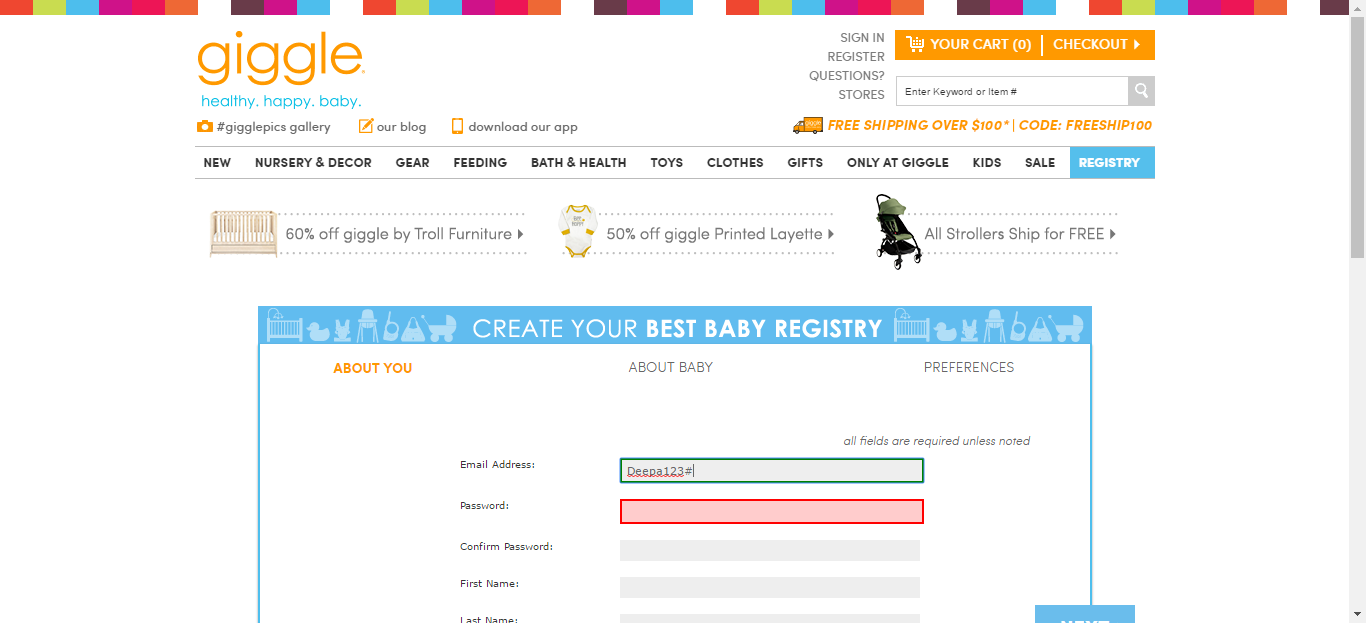 giggle
healthy. happy. baby.
SIGN IN
REGISTER
QUESTIONS?
STORES
YOUR CART (0) | CHECKOUT
Enter Keyword or Item #
#gigglepics gallery
our blog
download our app
FREE SHIPPING OVER $100* | CODE: FREESHIP100
NEW NURSERY & DECOR GEAR FEEDING BATH & HEALTH TOYS CLOTHES GIFTS ONLY AT GIGGLE KIDS SALE REGISTRY
60% off giggle by Troll Furniture
50% off giggle Printed Layette
All Strollers Ship for FREE
CREATE YOUR BEST BABY REGISTRY
ABOUT YOU ABOUT BABY PREFERENCES
all fields are required unless noted
Email Address: Deepa123#
Password:
Confirm Password:
First Name:
Last Name:
NEXT